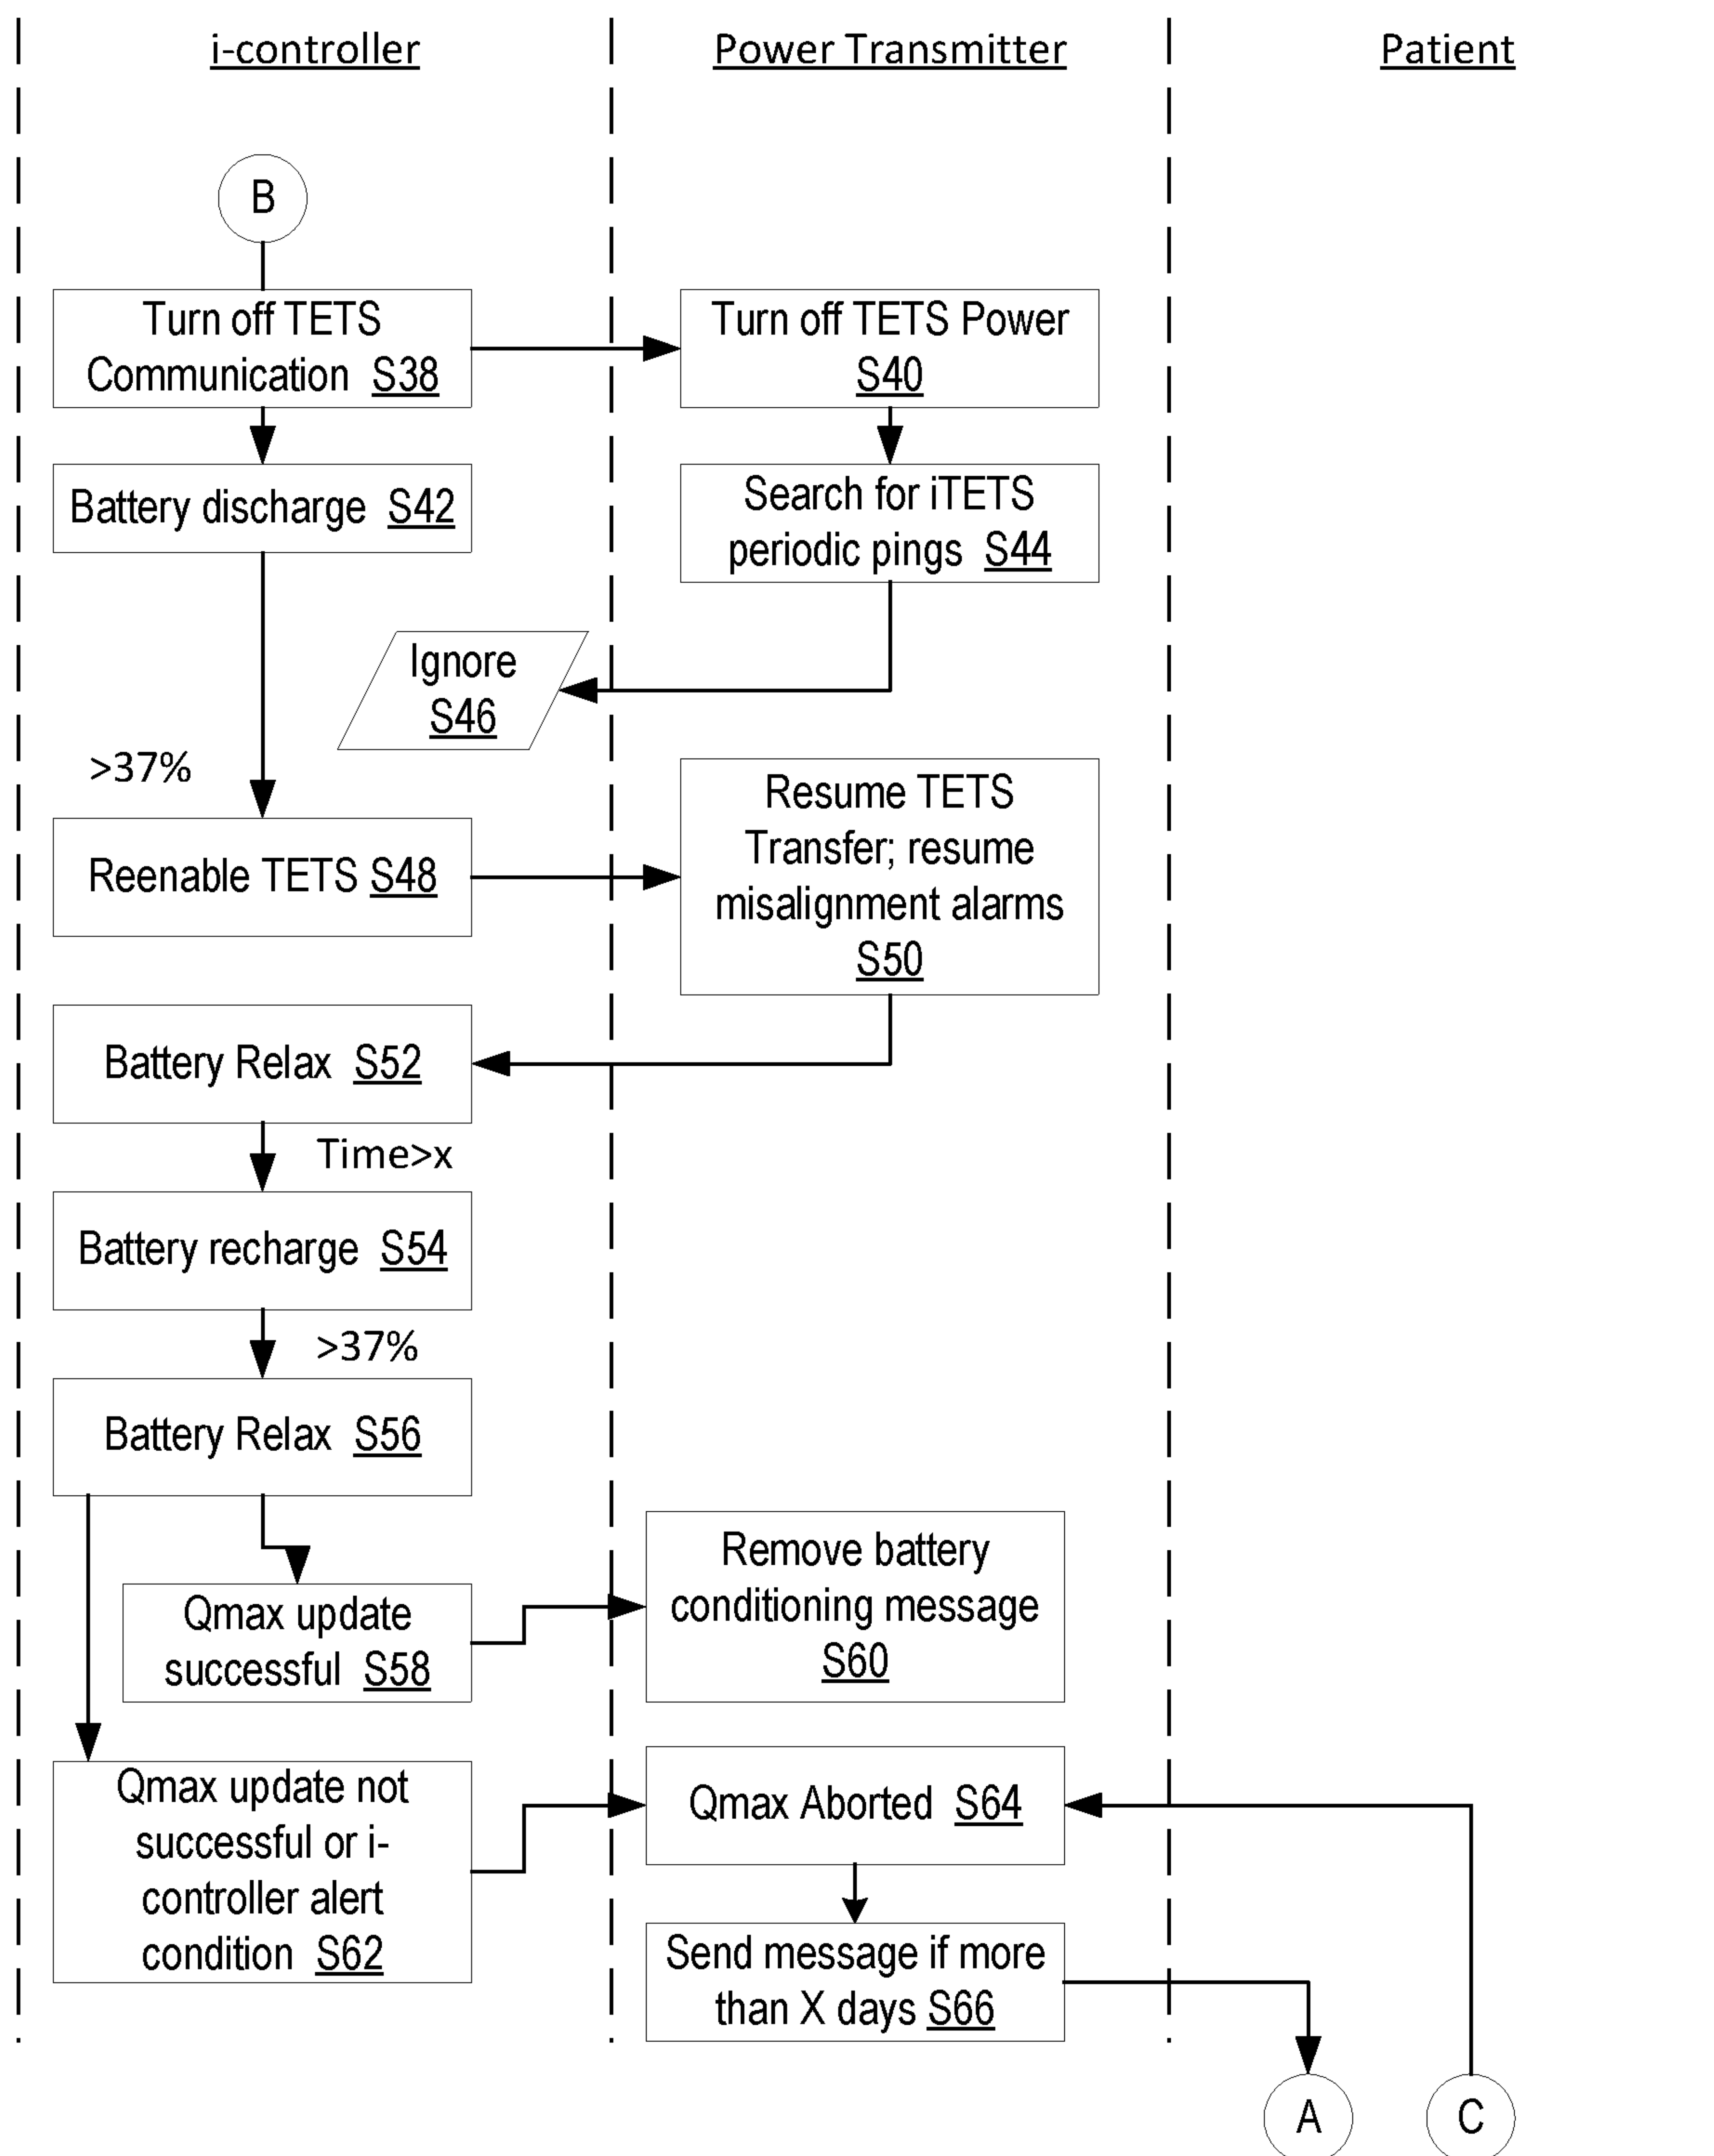 i-controller
Power Transmitter
Patient
B
Turn off TETS
Communication S38
Turn off TETS Power
S40
Battery discharge S42
Search for iTETS
periodic pings S44
Ignore
S46
>37%
Reenable TETS S48
Resume TETS
Transfer; resume
misalignment alarms
S50
Battery Relax S52
Time>x
Battery recharge S54
>37%
Battery Relax S56
Qmax update
successful S58
Remove battery
conditioning message
S60
Qmax update not
successful or i-
controller alert
condition S62
Qmax Aborted S64
Send message if more
than X days S66
A
C